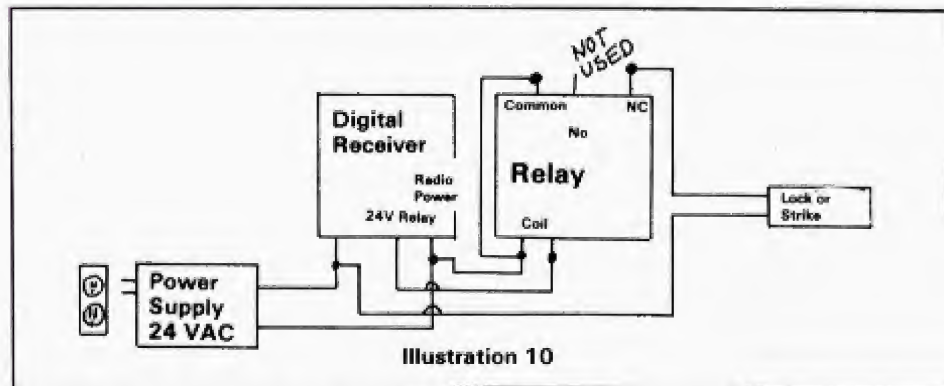 NOT
USED
Common
NC
No
Relay
Coil
Digital
Receiver
Radio
Power
24V Relay
Lock or
Strike
Power
Supply
24 VAC
Illustration 10